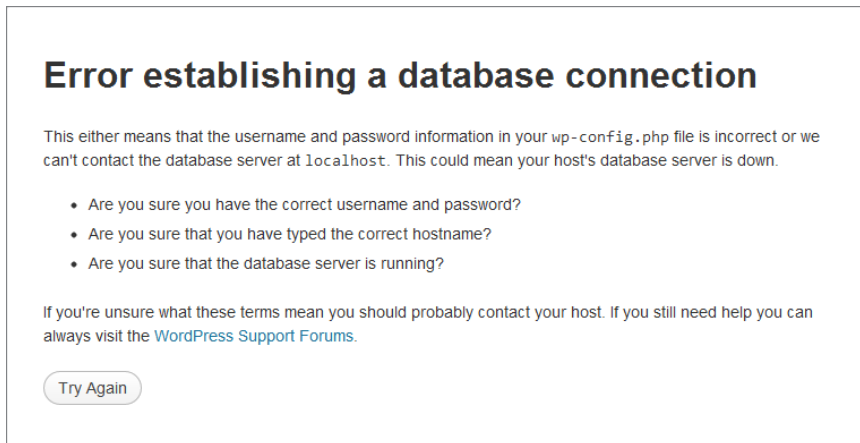 Error establishing a database connection
This either means that the username and password information in your wp-config.php file is incorrect or we
can't contact the database server at localhost. This could mean your host's database server is down.
• Are you sure you have the correct username and password?
• Are you sure that you have typed the correct hostname?
• Are you sure that the database server is running?
If you're unsure what these terms mean you should probably contact your host. If you still need help you can
always visit the WordPress Support Forums.
Try Again